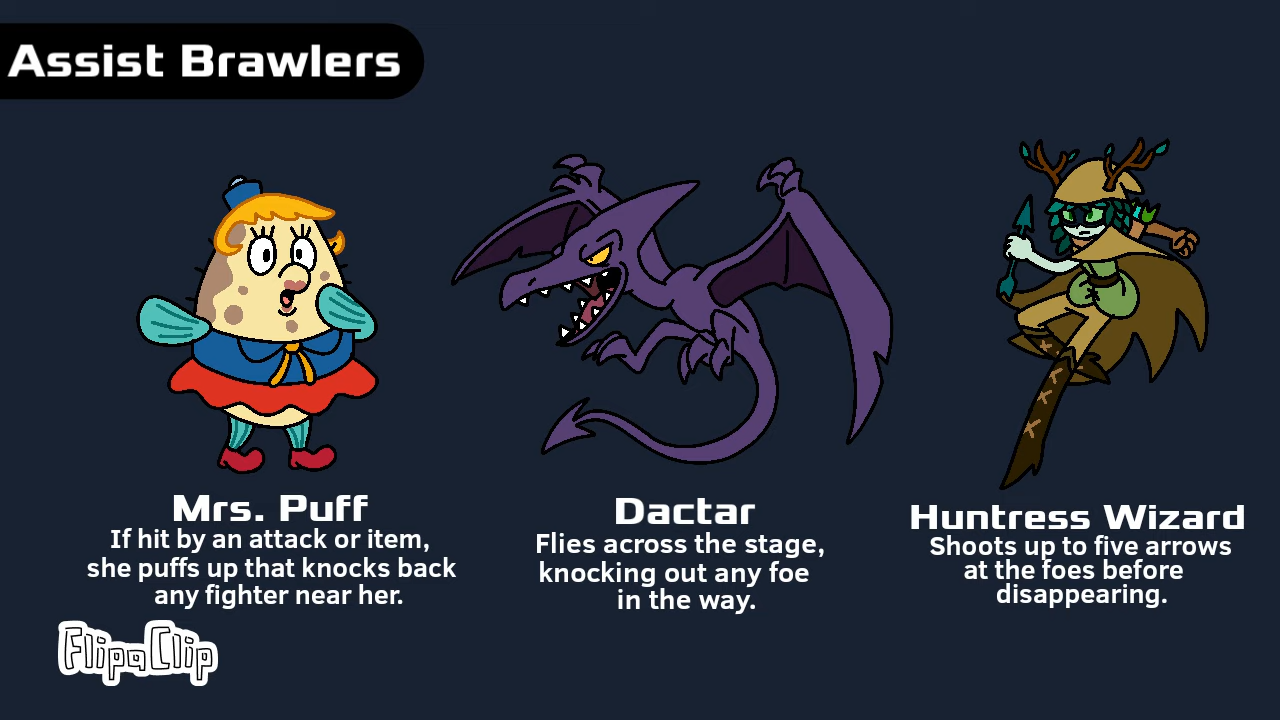 Assist Brawlers
Mrs. Puff
If hit by an attack or item,
she puffs up that knocks back
any fighter near her.
Dactar
Flies across the stage,
knocking out any foe
in the way.
Huntress Wizard
Shoots up to five arrows
at the foes before
disappearing.
FlipaClip